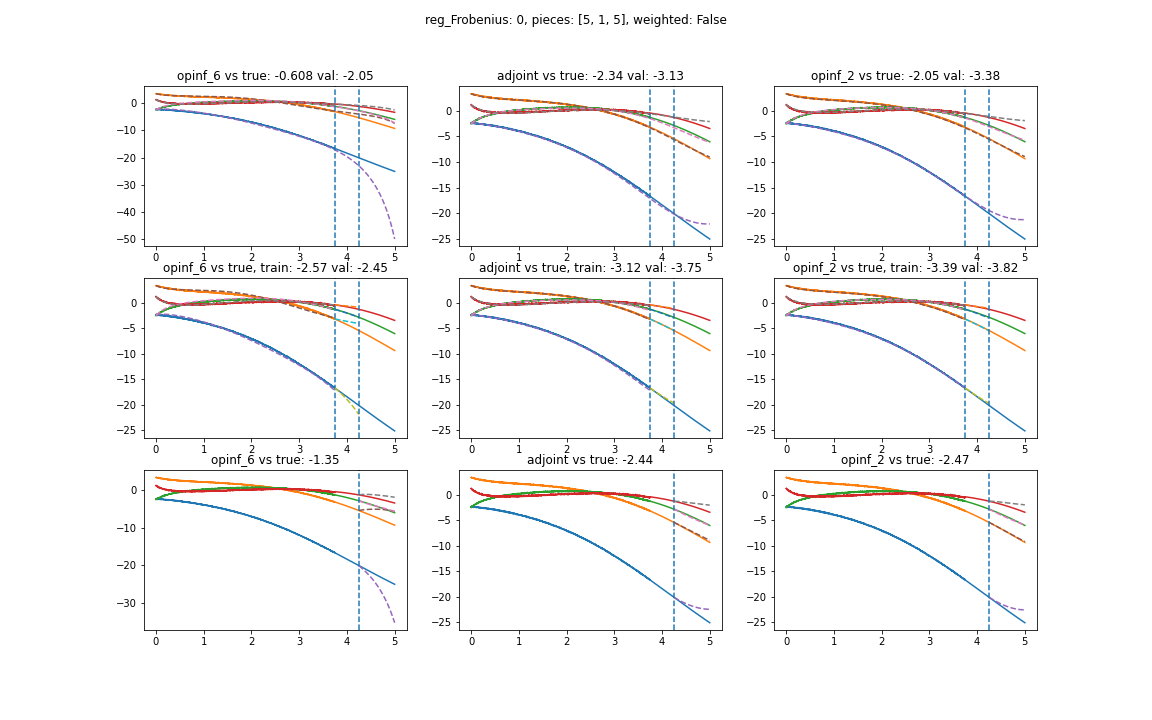 reg_Frobenius: 0, pieces: [5, 1, 5], weighted: False
opinf_6 vs true: -0.608 val: -2.05
adjoint vs true: -2.34 val: -3.13
opinf_2 vs true: -2.05 val: -3.38
0
−10
−20
−30
−40
−50
0 1 2 3 4 5
0
−5
−10
−15
−20
−25
0 1 2 3 4 5
0
−5
−10
−15
−20
−25
0 1 2 3 4 5
opinf_6 vs true, train: -2.57 val: -2.45
adjoint vs true, train: -3.12 val: -3.75
opinf_2 vs true, train: -3.39 val: -3.82
0
−5
−10
−15
−20
−25
0 1 2 3 4 5
0
−5
−10
−15
−20
−25
0 1 2 3 4 5
0
−5
−10
−15
−20
−25
0 1 2 3 4 5
opinf_6 vs true: -1.35
adjoint vs true: -2.44
opinf_2 vs true: -2.47
0
−10
−20
−30
0 1 2 3 4 5
0
−5
−10
−15
−20
−25
0 1 2 3 4 5
0
−5
−10
−15
−20
−25
0 1 2 3 4 5